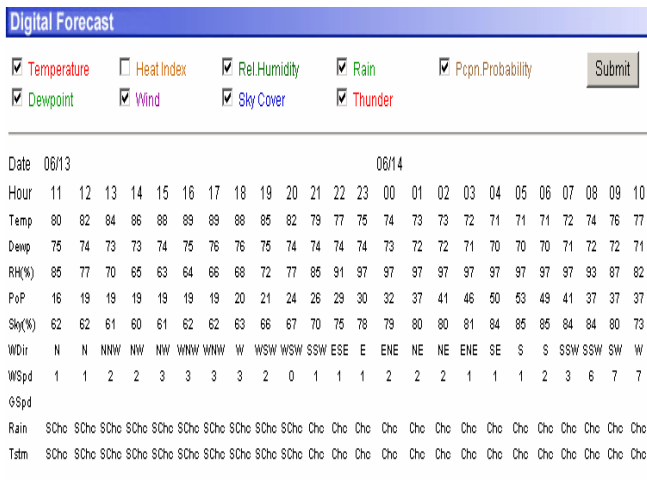 Digital Forecast
Temperature Heat Index Rel.Humidity Rain Pcpn.Probability Submit
Dewpoint Wind Sky Cover Thunder
Date 06/13 06/14
Hour 11 12 13 14 15 16 17 18 19 20 21 22 23 00 01 02 03 04 05 06 07 08 09 10
Temp 80 82 84 86 88 89 89 88 85 82 79 77 75 74 73 73 72 71 71 71 72 74 76 77
Dewp 75 74 73 73 74 75 76 76 75 74 74 74 74 73 72 72 71 70 70 70 71 72 72 71
RH(%) 85 77 70 65 63 64 66 68 72 77 85 91 97 97 97 97 97 97 97 97 97 93 87 82
PoP 16 19 19 19 19 19 19 20 21 24 26 29 30 32 37 41 46 50 53 49 41 37 37 37
Sky(%) 62 62 61 60 61 62 62 63 66 67 70 75 78 79 80 80 81 84 85 85 84 84 80 73
WDir N N NNW NW NW WNW WNW W WSW WSW SSW ESE E ENE NE NE ENE SE S S SSW SSW SW W
WSpd 1 1 2 2 3 3 3 3 2 0 1 1 1 2 2 2 1 1 1 2 3 6 7 7
GSpd
Rain SChc SChc SChc SChc SChc SChc SChc SChc SChc SChc Chc Chc Chc Chc Chc Chc Chc Chc Chc Chc Chc Chc Chc Chc
Tstm SChc SChc SChc SChc SChc SChc SChc SChc SChc SChc Chc Chc Chc Chc Chc Chc Chc Chc Chc Chc Chc Chc Chc Chc